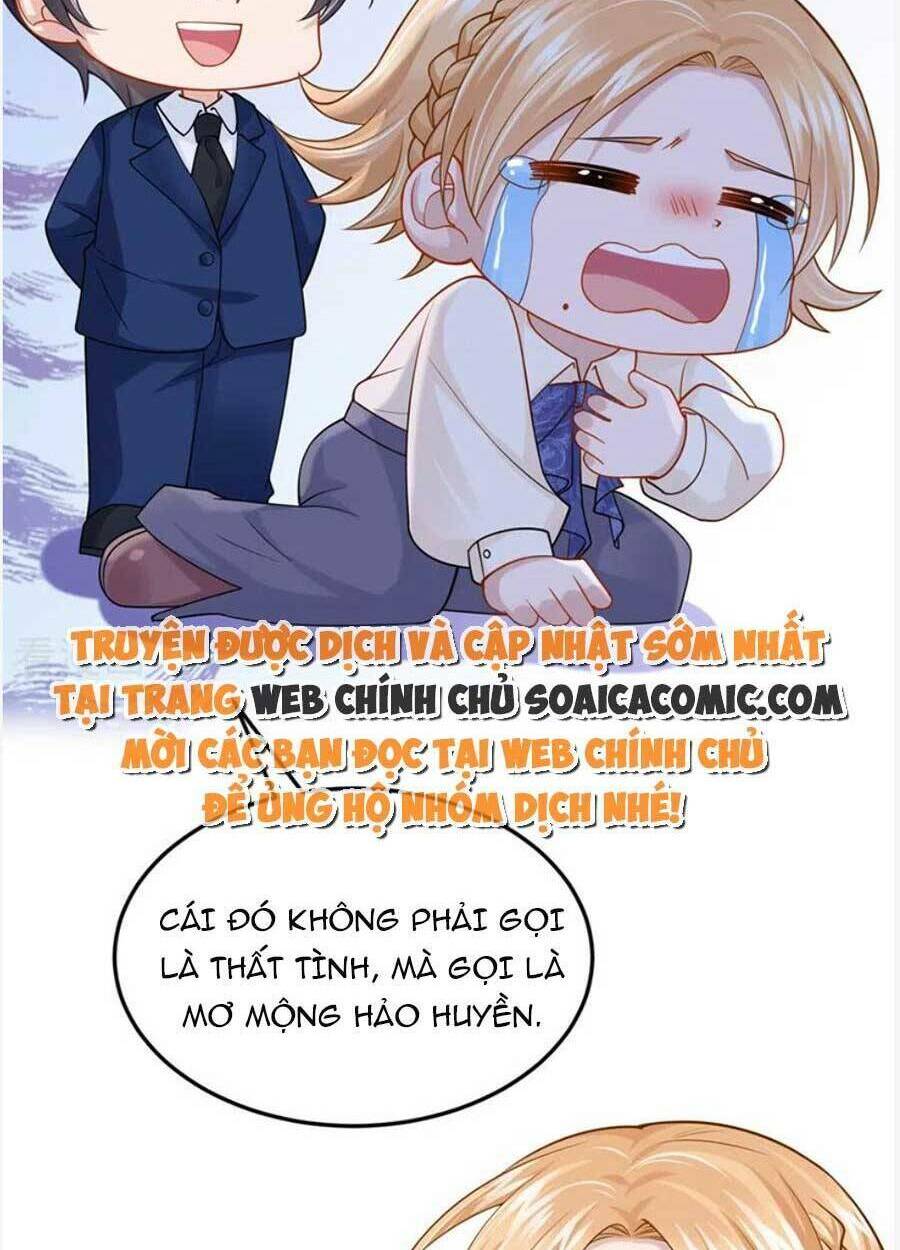 TRUYỆN ĐƯỢC DỊCH VÀ CẬP NHẬT SỚM NHẤT
TẠI TRANG WEB CHÍNH CHỦ SOAICACOMIC.COM
MỜI CÁC BẠN ĐỌC TẠI WEB CHÍNH CHỦ
ĐỂ ỦNG HỘ NHÓM DỊCH NHÉ!
CÁI ĐÓ KHÔNG PHẢI GỌI
LÀ THẤT TÌNH, MÀ GỌI LÀ
MƠ MỘNG HẢO HUYỀN.